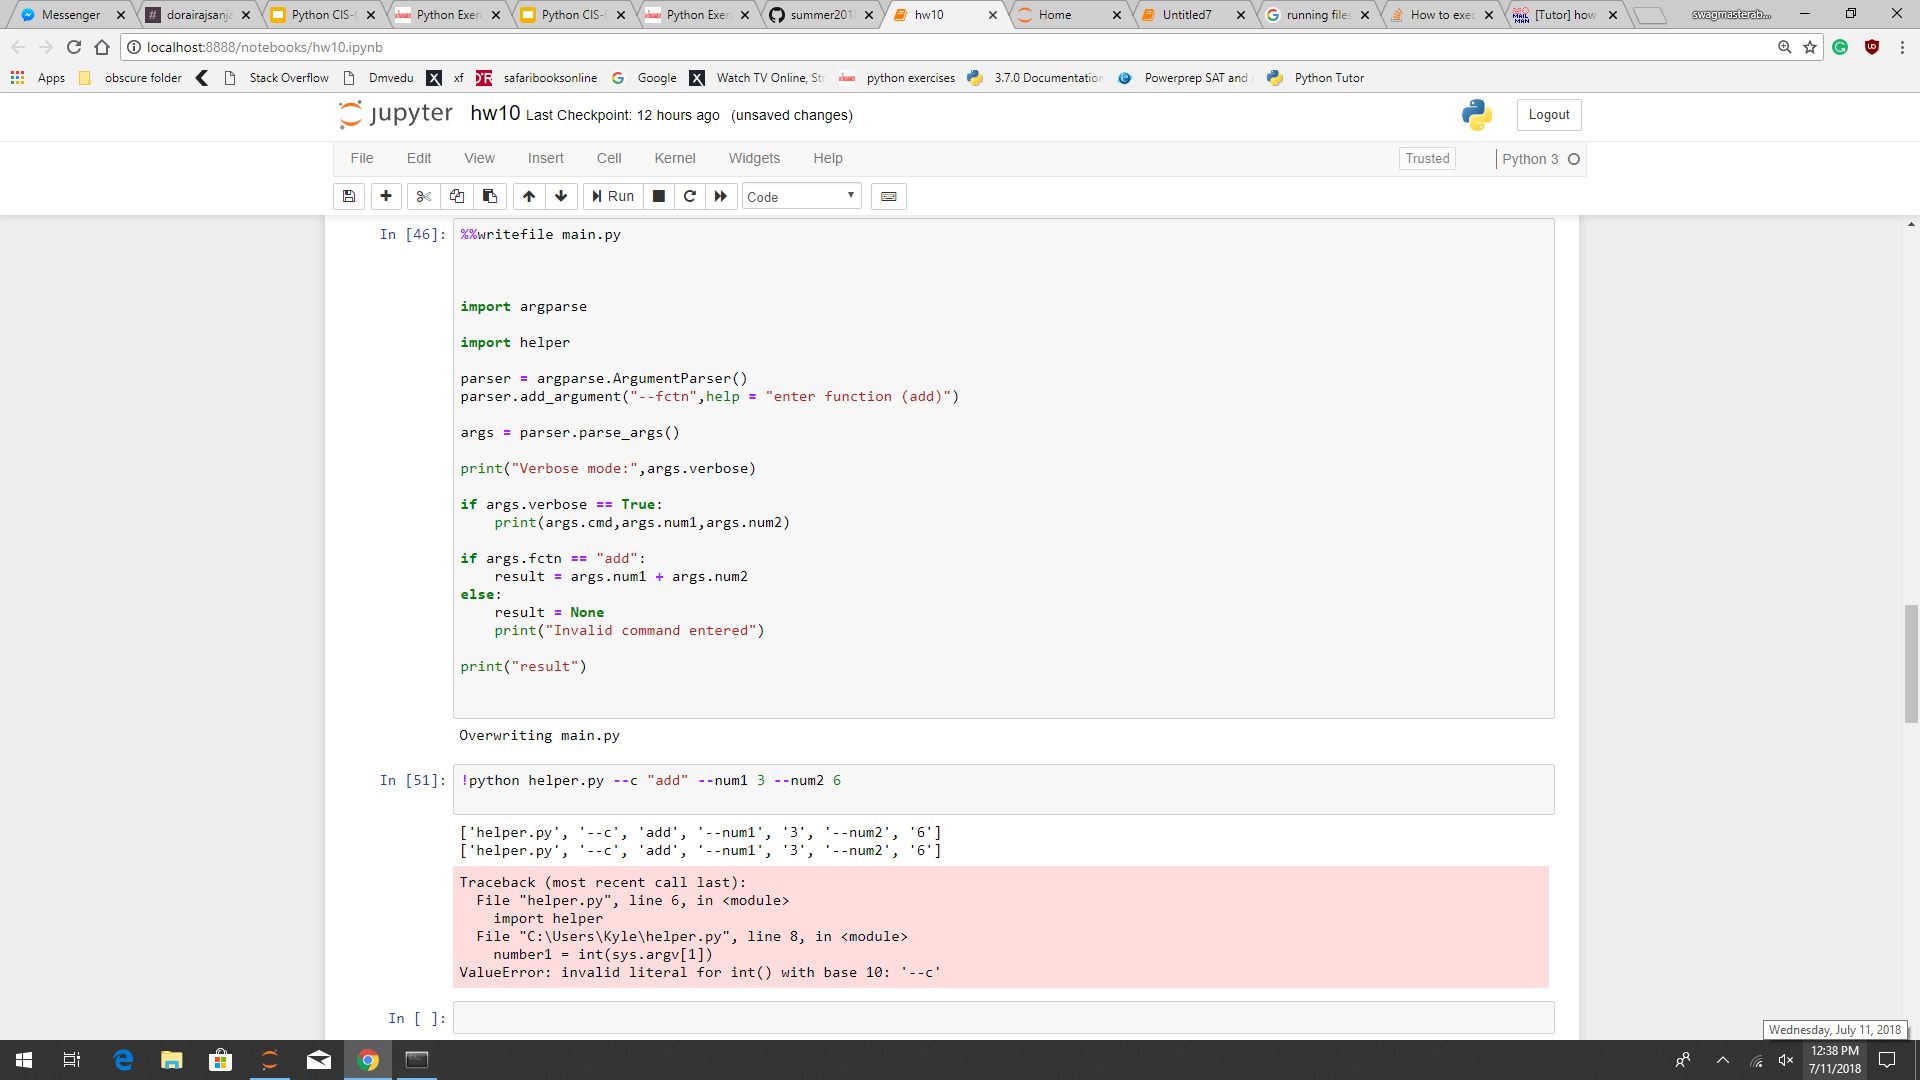 Messenger
dorairajsanja
Python CIS-
Python Exer
Python CIS-
Python Exer
summer201
hw10
Home
Untitled7
running files
How to exec
[Tutor] how
swagmasterab...
localhost:8888/notebooks/hw10.ipynb
Apps
obscure folder
Stack Overflow
Dmvedu
xf
safaribooksonline
Google
Watch TV Online, Str
python exercises
3.7.0 Documentation
Powerprep SAT and
Python Tutor
jupyter hw10 Last Checkpoint: 12 hours ago (unsaved changes)
Logout
File Edit View Insert Cell Kernel Widgets Help
Trusted
Python 3
Run
Code
In [46]: %%writefile main.py
import argparse
import helper
parser = argparse.ArgumentParser()
parser.add_argument("--fctn",help = "enter function (add)")
args = parser.parse_args()
print("Verbose mode:",args.verbose)
if args.verbose == True:
    print(args.cmd,args.num1,args.num2)
if args.fctn == "add":
    result = args.num1 + args.num2
else:
    result = None
    print("Invalid command entered")
print("result")
Overwriting main.py
In [51]: !python helper.py --c "add" --num1 3 --num2 6
['helper.py', '--c', 'add', '--num1', '3', '--num2', '6']
['helper.py', '--c', 'add', '--num1', '3', '--num2', '6']
Traceback (most recent call last):
  File "helper.py", line 6, in <module>
    import helper
  File "C:\Users\Kyle\helper.py", line 8, in <module>
    number1 = int(sys.argv[1])
ValueError: invalid literal for int() with base 10: '--c'
In [ ]:
Wednesday, July 11, 2018
12:38 PM
7/11/2018